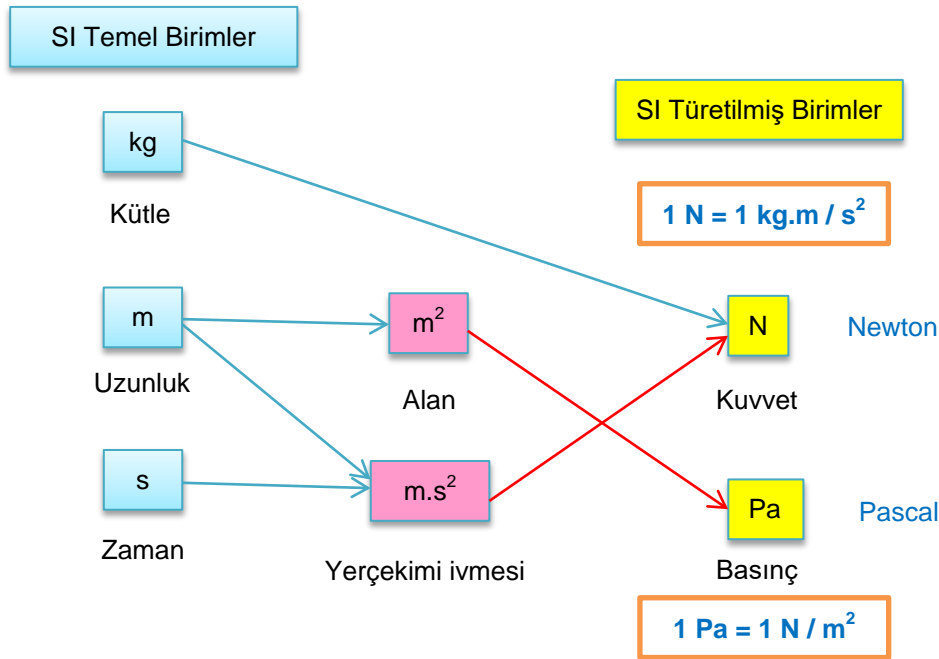 SI Temel Birimler
SI Türetilmiş Birimler
kg
Kütle
1 N = 1 kg.m / s²
m
m²
N
Newton
Uzunluk
Alan
Kuvvet
s
m.s²
Pa
Pascal
Zaman
Yerçekimi ivmesi
Basınç
1 Pa = 1 N / m²